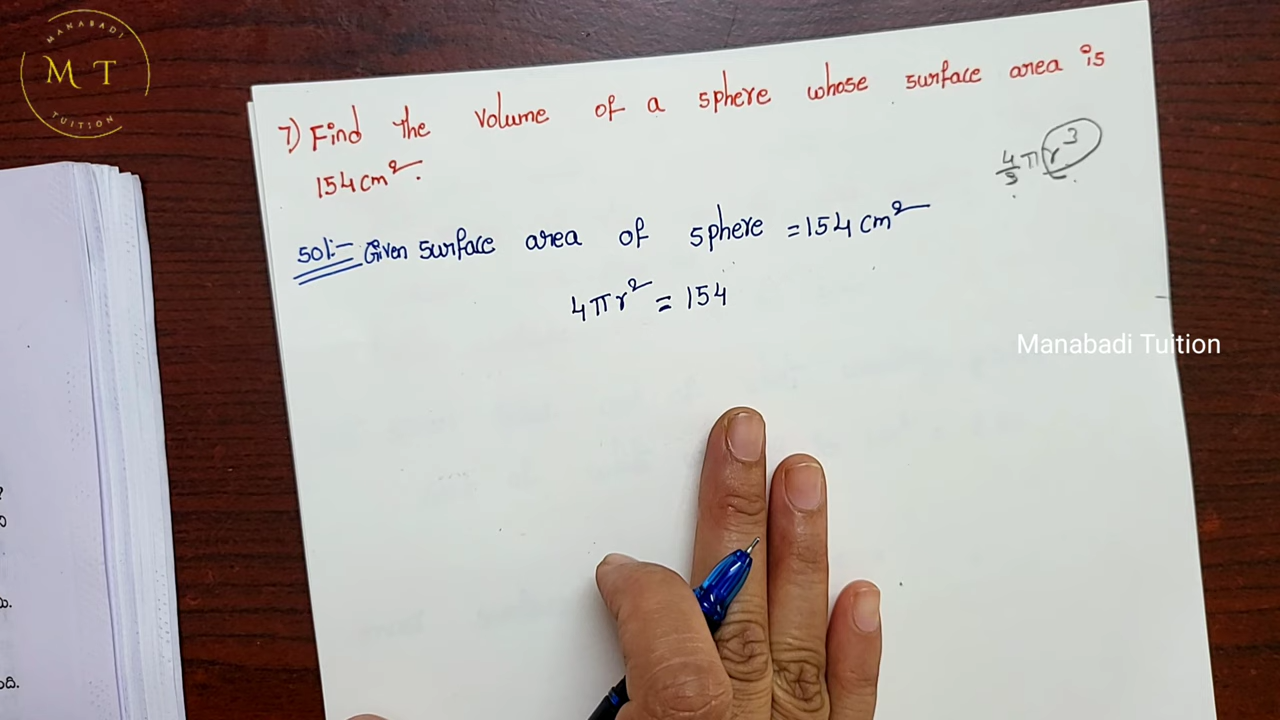 MANABADI
M T
TUITION
7) Find the volume of a sphere whose surface area is
154 cm².
4/3 πr³
Sol:- Given surface area of sphere = 154 cm²
4πr² = 154
Manabadi Tuition